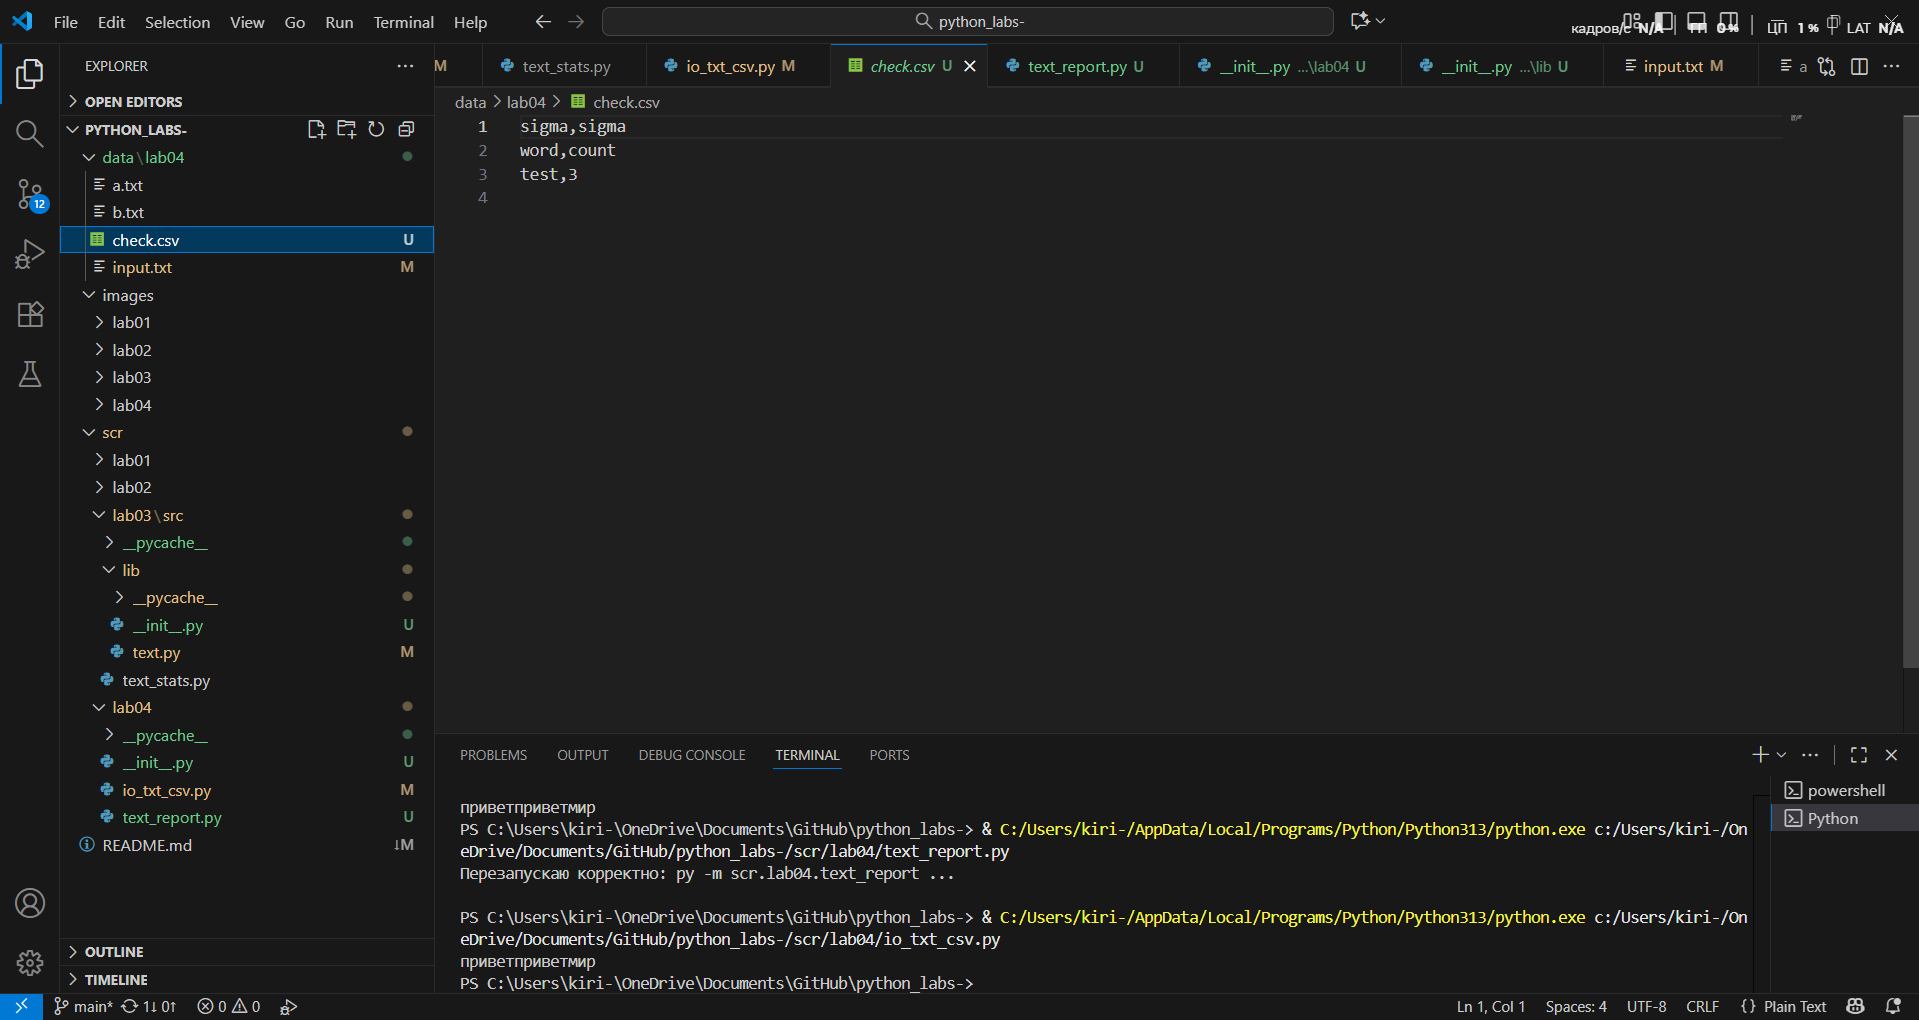 File Edit Selection View Go Run Terminal Help
python_labs-
кадров/с N/A ГП 0% ЦП 1% LAT N/A
EXPLORER
OPEN EDITORS
PYTHON_LABS-
data\lab04
a.txt
b.txt
check.csv U
input.txt M
images
lab01
lab02
lab03
lab04
scr
lab01
lab02
lab03\src
__pycache__
lib
__pycache__
__init__.py U
text.py M
text_stats.py
lab04
__pycache__
__init__.py U
io_txt_csv.py M
text_report.py U
README.md ↓M
OUTLINE
TIMELINE
12
M text_stats.py io_txt_csv.py M check.csv U text_report.py U __init__.py ...\lab04 U __init__.py ...\lib U input.txt M a
data > lab04 > check.csv
1 sigma,sigma
2 word,count
3 test,3
4
PROBLEMS OUTPUT DEBUG CONSOLE TERMINAL PORTS
powershell
Python
приветприветмир
PS C:\Users\kiri-\OneDrive\Documents\GitHub\python_labs-> & C:/Users/kiri-/AppData/Local/Programs/Python/Python313/python.exe c:/Users/kiri-/On
eDrive/Documents/GitHub/python_labs-/scr/lab04/text_report.py
Перезапускаю корректно: py -m scr.lab04.text_report ...
PS C:\Users\kiri-\OneDrive\Documents\GitHub\python_labs-> & C:/Users/kiri-/AppData/Local/Programs/Python/Python313/python.exe c:/Users/kiri-/On
eDrive/Documents/GitHub/python_labs-/scr/lab04/io_txt_csv.py
приветприветмир
PS C:\Users\kiri-\OneDrive\Documents\GitHub\python_labs->
main* 1↓ 0↑ 0 0 Ln 1, Col 1 Spaces: 4 UTF-8 CRLF {} Plain Text